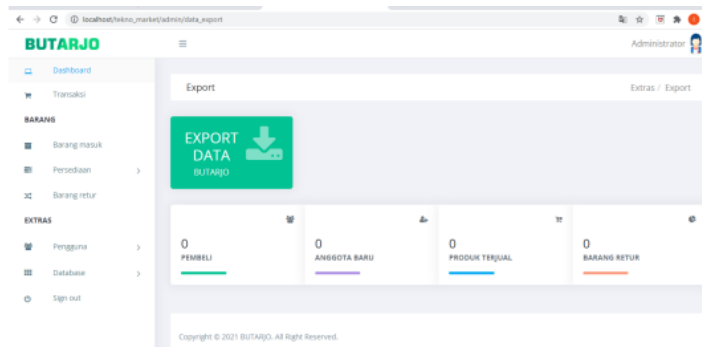 localhost/tekno_market/admin/data_export
BUTARJO
Administrator
Dashboard
Transaksi
BARANG
Barang masuk
Persediaan
Barang retur
EXTRAS
Pengguna
Database
Sign out
Export
Extras / Export
EXPORT
DATA
BUTARJO
0
PEMBELI
0
ANGGOTA BARU
0
PRODUK TERJUAL
0
BARANG RETUR
Copyright © 2021 BUTARJO. All Right Reserved.